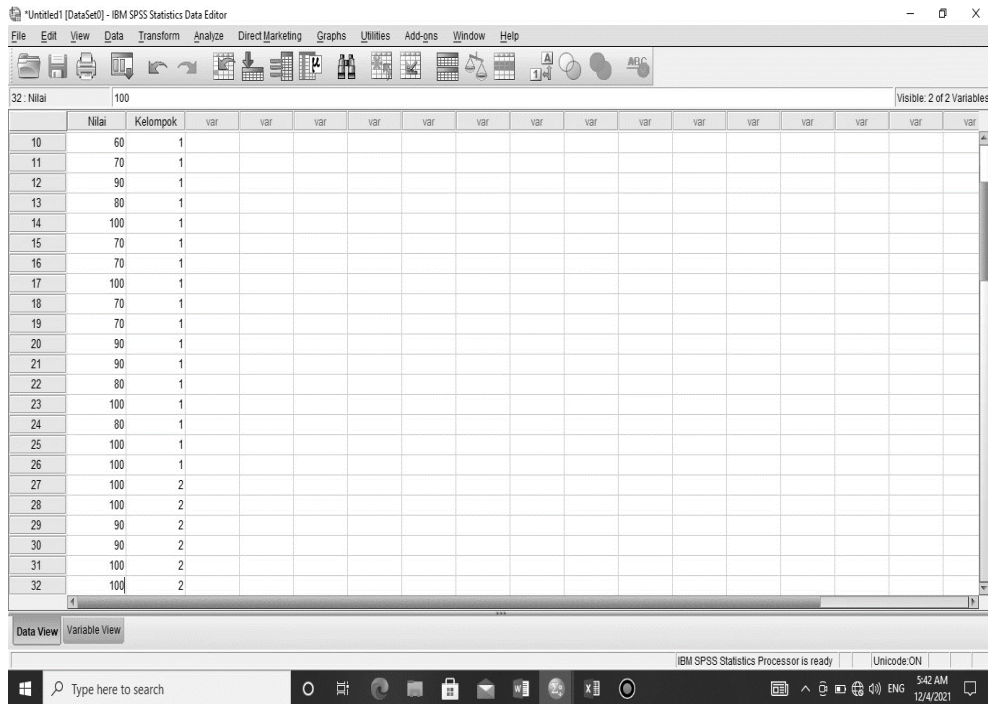 *Untitled1 [DataSet0] - IBM SPSS Statistics Data Editor
File Edit View Data Transform Analyze Direct Marketing Graphs Utilities Add-ons Window Help
32 : Nilai 100 Visible: 2 of 2 Variables
Nilai Kelompok var var var var var var var var var var var var var var var
10 60 1
11 70 1
12 90 1
13 80 1
14 100 1
15 70 1
16 70 1
17 100 1
18 70 1
19 70 1
20 90 1
21 90 1
22 80 1
23 100 1
24 80 1
25 100 1
26 100 1
27 100 2
28 100 2
29 90 2
30 90 2
31 100 2
32 100 2
Data View Variable View
IBM SPSS Statistics Processor is ready Unicode:ON
Type here to search ENG 5:42 AM
12/4/2021